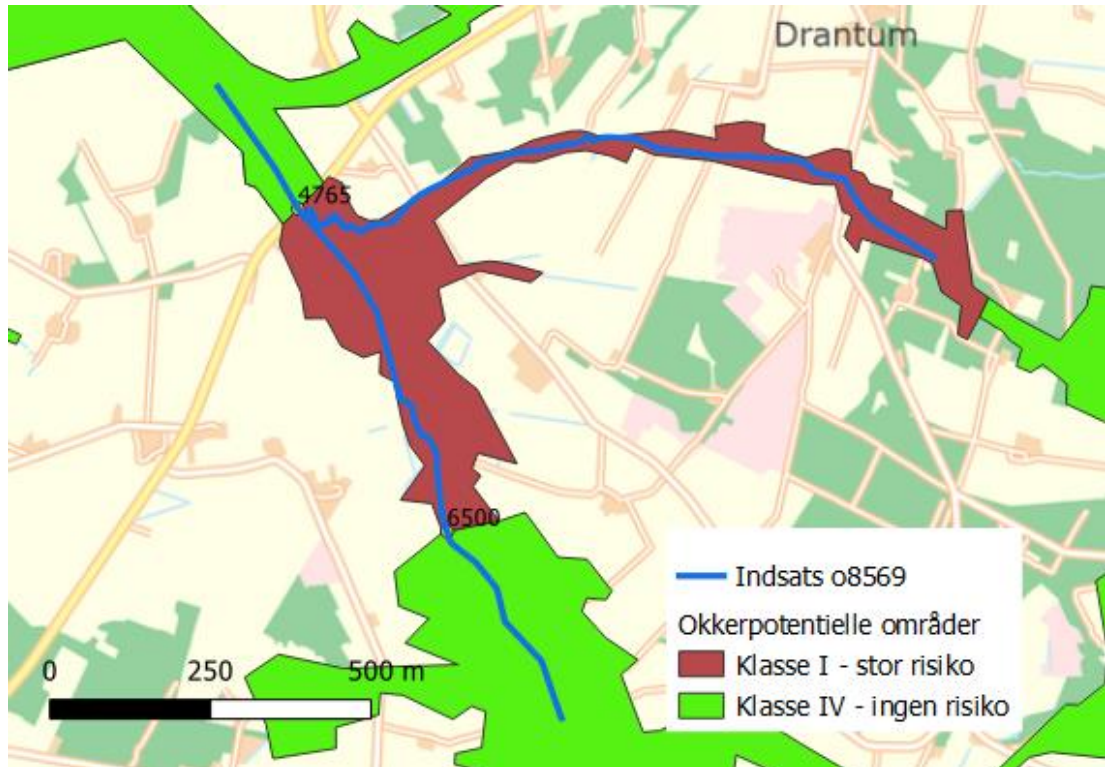 Drantum
4765
6500
Indsats o8569
Okkerpotentielle områder
Klasse I - stor risiko
Klasse IV - ingen risiko
0 250 500 m